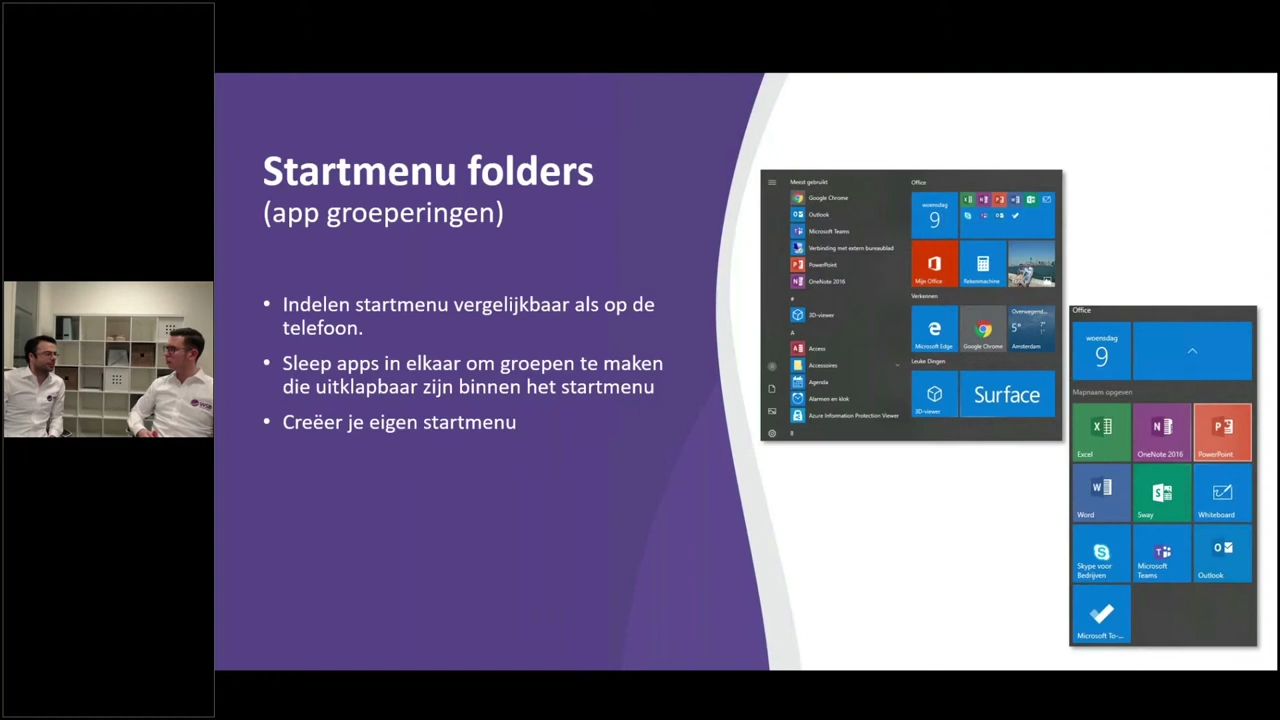 Startmenu folders
(app groeperingen)
• Indelen startmenu vergelijkbaar als op de
telefoon.
• Sleep apps in elkaar om groepen te maken
die uitklapbaar zijn binnen het startmenu
• Creëer je eigen startmenu
Meest gebruikt
Google Chrome
Outlook
Microsoft Teams
Verbinding met extern bureaublad
PowerPoint
OneNote 2016
#
3D-viewer
A
Access
Accessoires
Agenda
Alarmen en klok
Azure Information Protection Viewer
B
Office
woensdag
9
Mijn Office
Rekenmachine
Verkennen
Microsoft Edge
Google Chrome
Overwegend...
5°
Amsterdam
Leuke Dingen
3D-viewer
Surface
Office
woensdag
9
Mapnaam opgeven
Excel
OneNote 2016
PowerPoint
Word
Sway
Whiteboard
Skype voor
Bedrijven
Microsoft
Teams
Outlook
Microsoft To-...